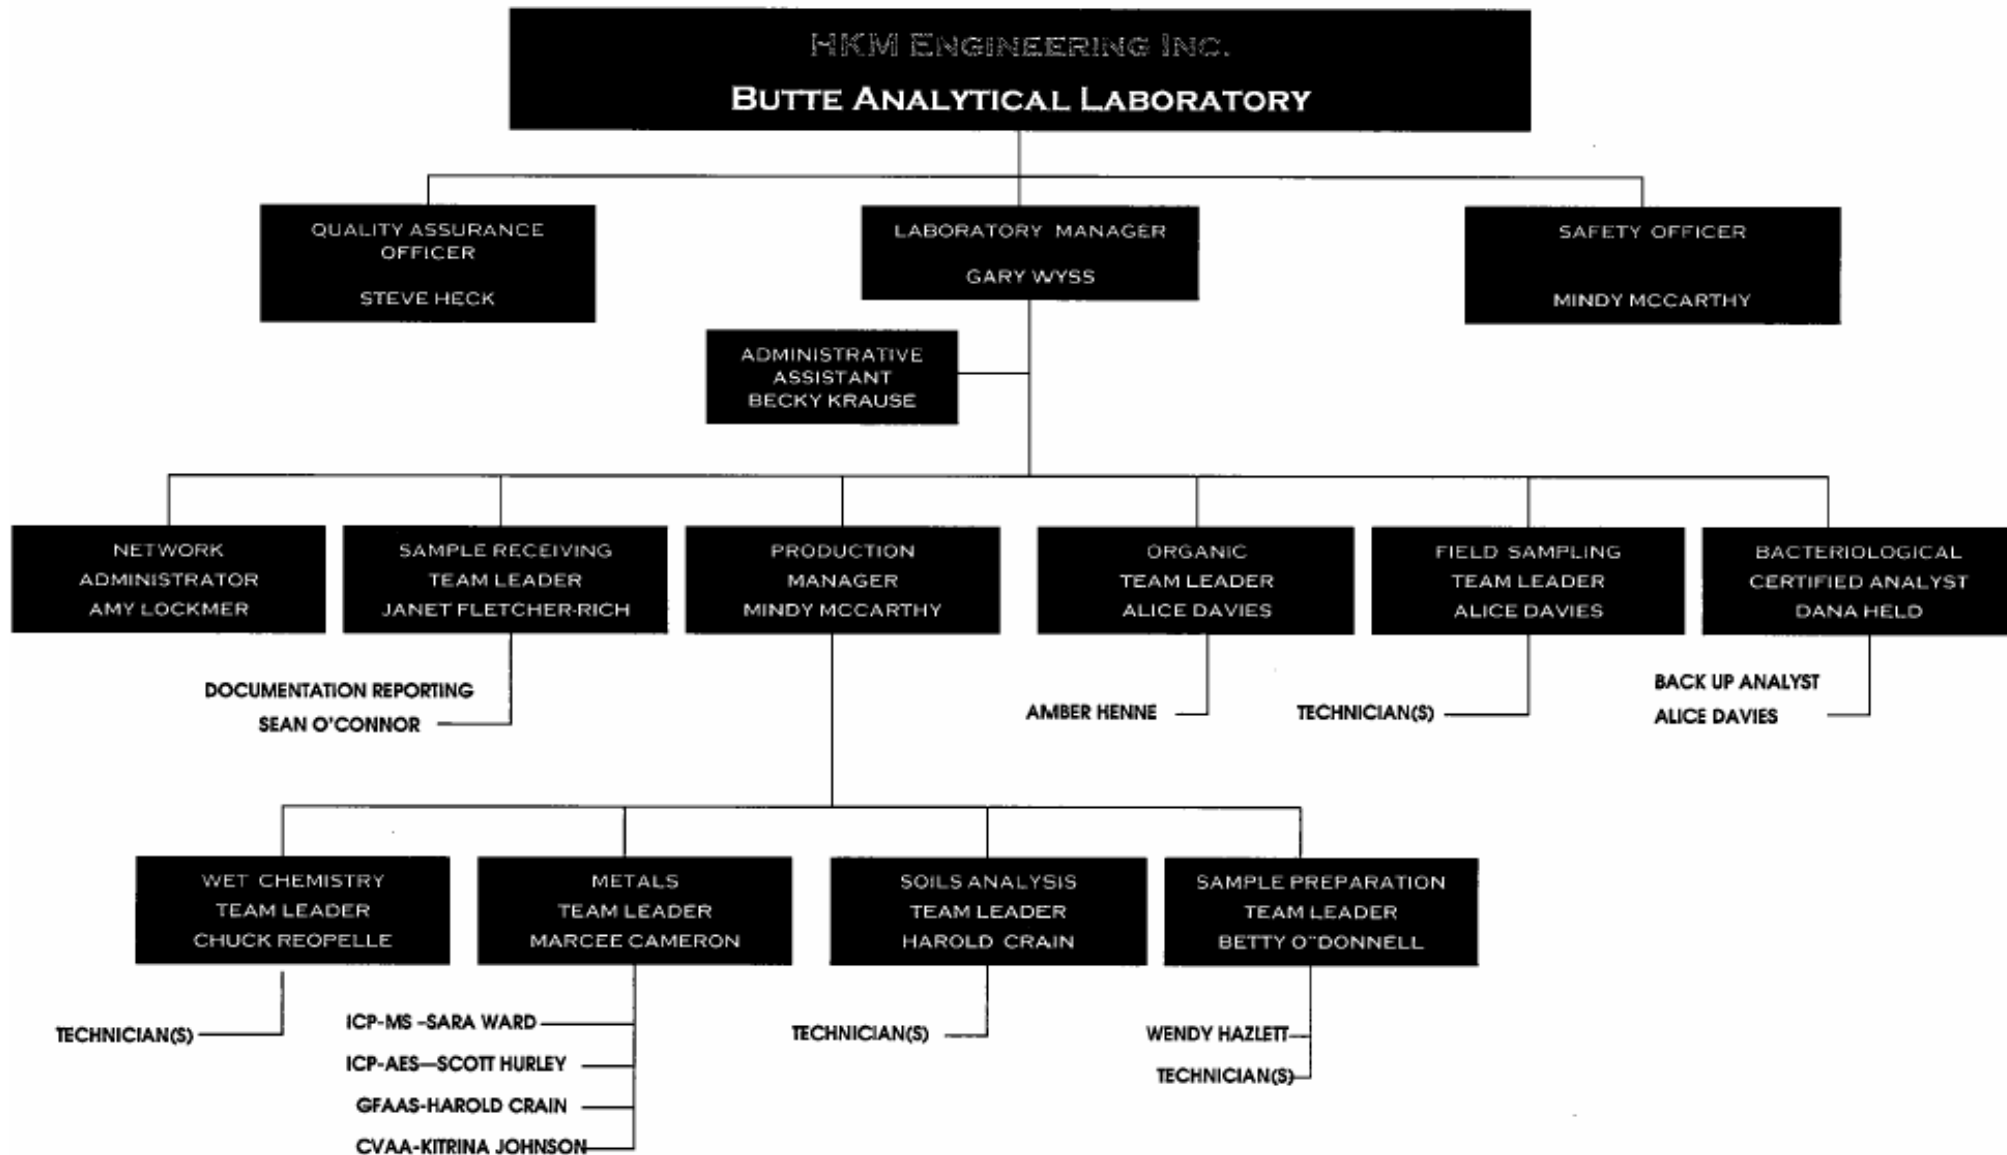 HKM ENGINEERING INC.
BUTTE ANALYTICAL LABORATORY
QUALITY ASSURANCE
OFFICER
STEVE HECK
LABORATORY MANAGER
GARY WYSS
SAFETY OFFICER
MINDY MCCARTHY
ADMINISTRATIVE
ASSISTANT
BECKY KRAUSE
NETWORK
ADMINISTRATOR
AMY LOCKMER
SAMPLE RECEIVING
TEAM LEADER
JANET FLETCHER-RICH
PRODUCTION
MANAGER
MINDY MCCARTHY
ORGANIC
TEAM LEADER
ALICE DAVIES
FIELD SAMPLING
TEAM LEADER
ALICE DAVIES
BACTERIOLOGICAL
CERTIFIED ANALYST
DANA HELD
DOCUMENTATION REPORTING
SEAN O'CONNOR
AMBER HENNE
TECHNICIAN(S)
BACK UP ANALYST
ALICE DAVIES
WET CHEMISTRY
TEAM LEADER
CHUCK REOPELLE
METALS
TEAM LEADER
MARCEE CAMERON
SOILS ANALYSIS
TEAM LEADER
HAROLD CRAIN
SAMPLE PREPARATION
TEAM LEADER
BETTY O"DONNELL
TECHNICIAN(S)
ICP-MS –SARA WARD
ICP-AES—SCOTT HURLEY
GFAAS-HAROLD CRAIN
CVAA-KITRINA JOHNSON
TECHNICIAN(S)
WENDY HAZLETT
TECHNICIAN(S)